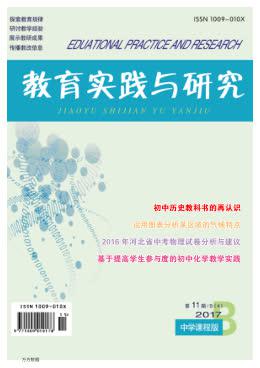 探索教育规律
研讨教学经验
展示教研成果
传播教改信息
ISSN 1009-010X
EDUATIONAL PRACTICE AND RESEARCH
教育实践与研究
JIAOYU SHIJIAN YU YANJIU
初中历史教科书的再认识
运用图表分析某区域的气候特点
2016年河北省中考物理试卷分析与建议
基于提高学生参与度的初中化学教学实践
ISSN 1009-010X
第11期
2017
B
中学课程版
万方数据